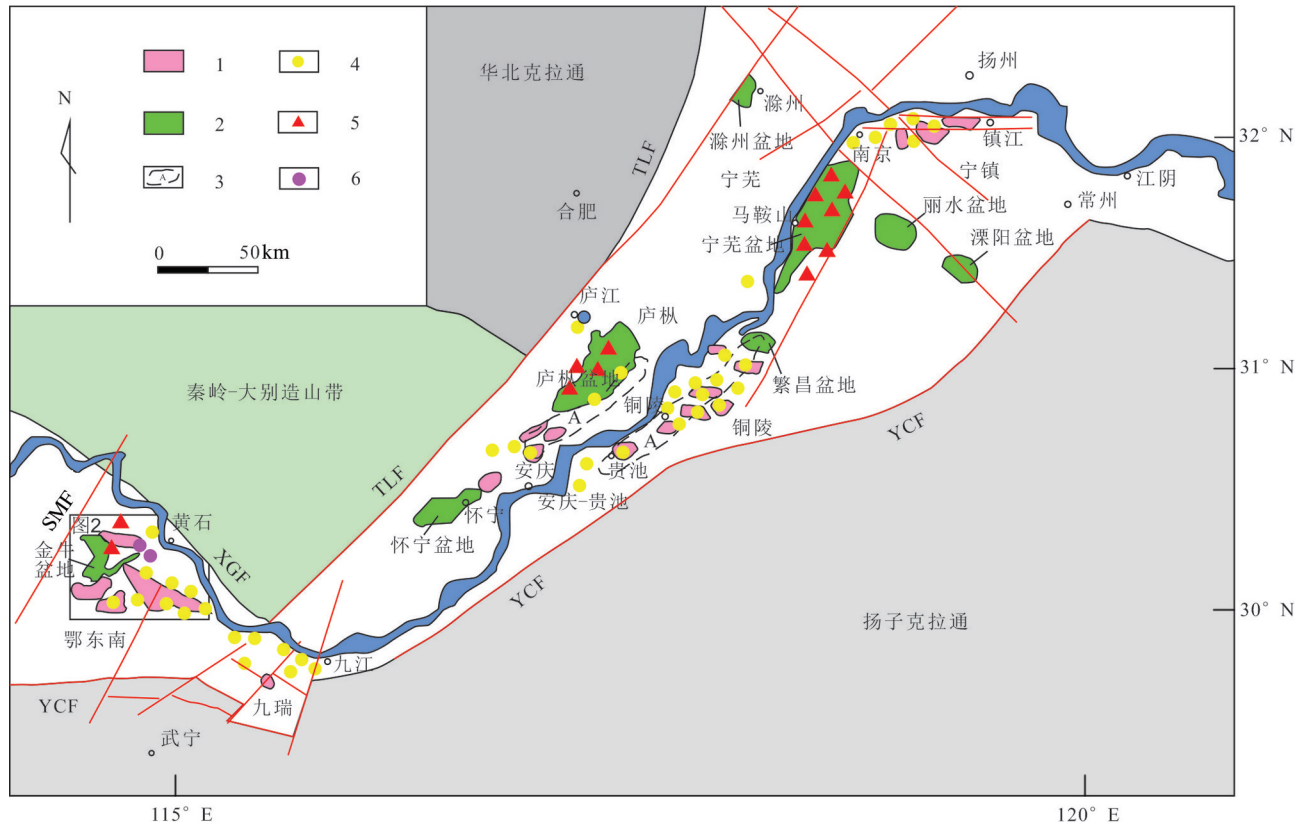 华北克拉通
扬州
1
4
N
滁州
2
5
镇江
32° N
滁州盆地
南京
TLF
宁芜
宁镇
A
3
6
江阴
合肥
丽水盆地
常州
马鞍山
0
50km
宁芜盆地
溧阳盆地
庐江
庐枞
31° N
庐枞盆地
繁昌盆地
秦岭-大别造山带
铜陵
A
铜陵
YCF
A
安庆
贵池
TLF
安庆-贵池
SMF
怀宁
图2
黄石
怀宁盆地
金牛
盆地
XGF
YCF
30° N
扬子克拉通
鄂东南
九江
YCF
九瑞
武宁
115° E
120° E